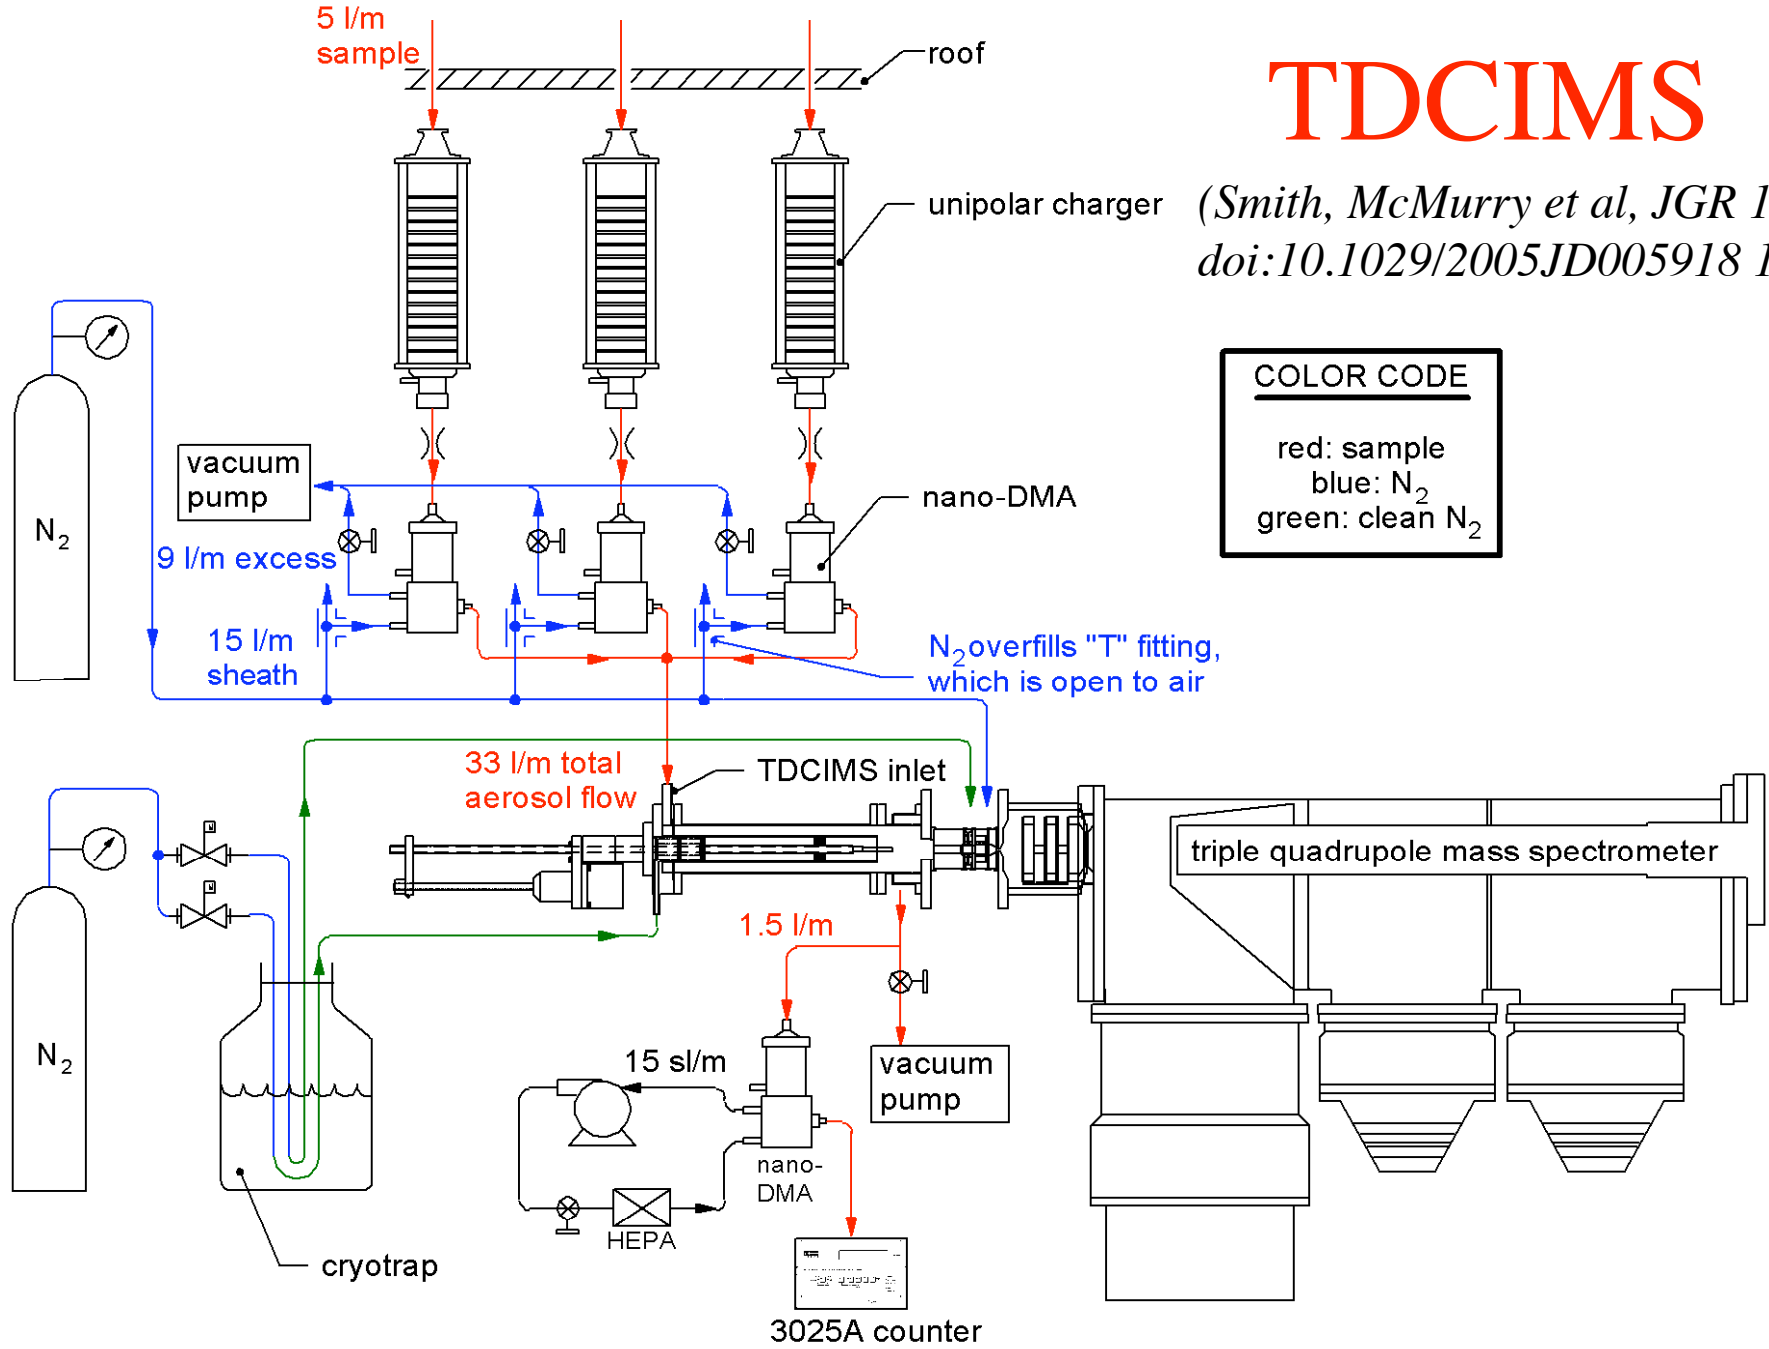 5 l/m
sample
roof
TDCIMS
unipolar charger
(Smith, McMurry et al, JGR 1
doi:10.1029/2005JD005918 1
COLOR CODE
red: sample
blue: N2
green: clean N2
vacuum
pump
nano-DMA
N2
9 l/m excess
15 l/m
sheath
N2 overfills "T" fitting,
which is open to air
33 l/m total
aerosol flow
TDCIMS inlet
triple quadrupole mass spectrometer
1.5 l/m
N2
15 sl/m
vacuum
pump
nano-
DMA
HEPA
cryotrap
3025A counter